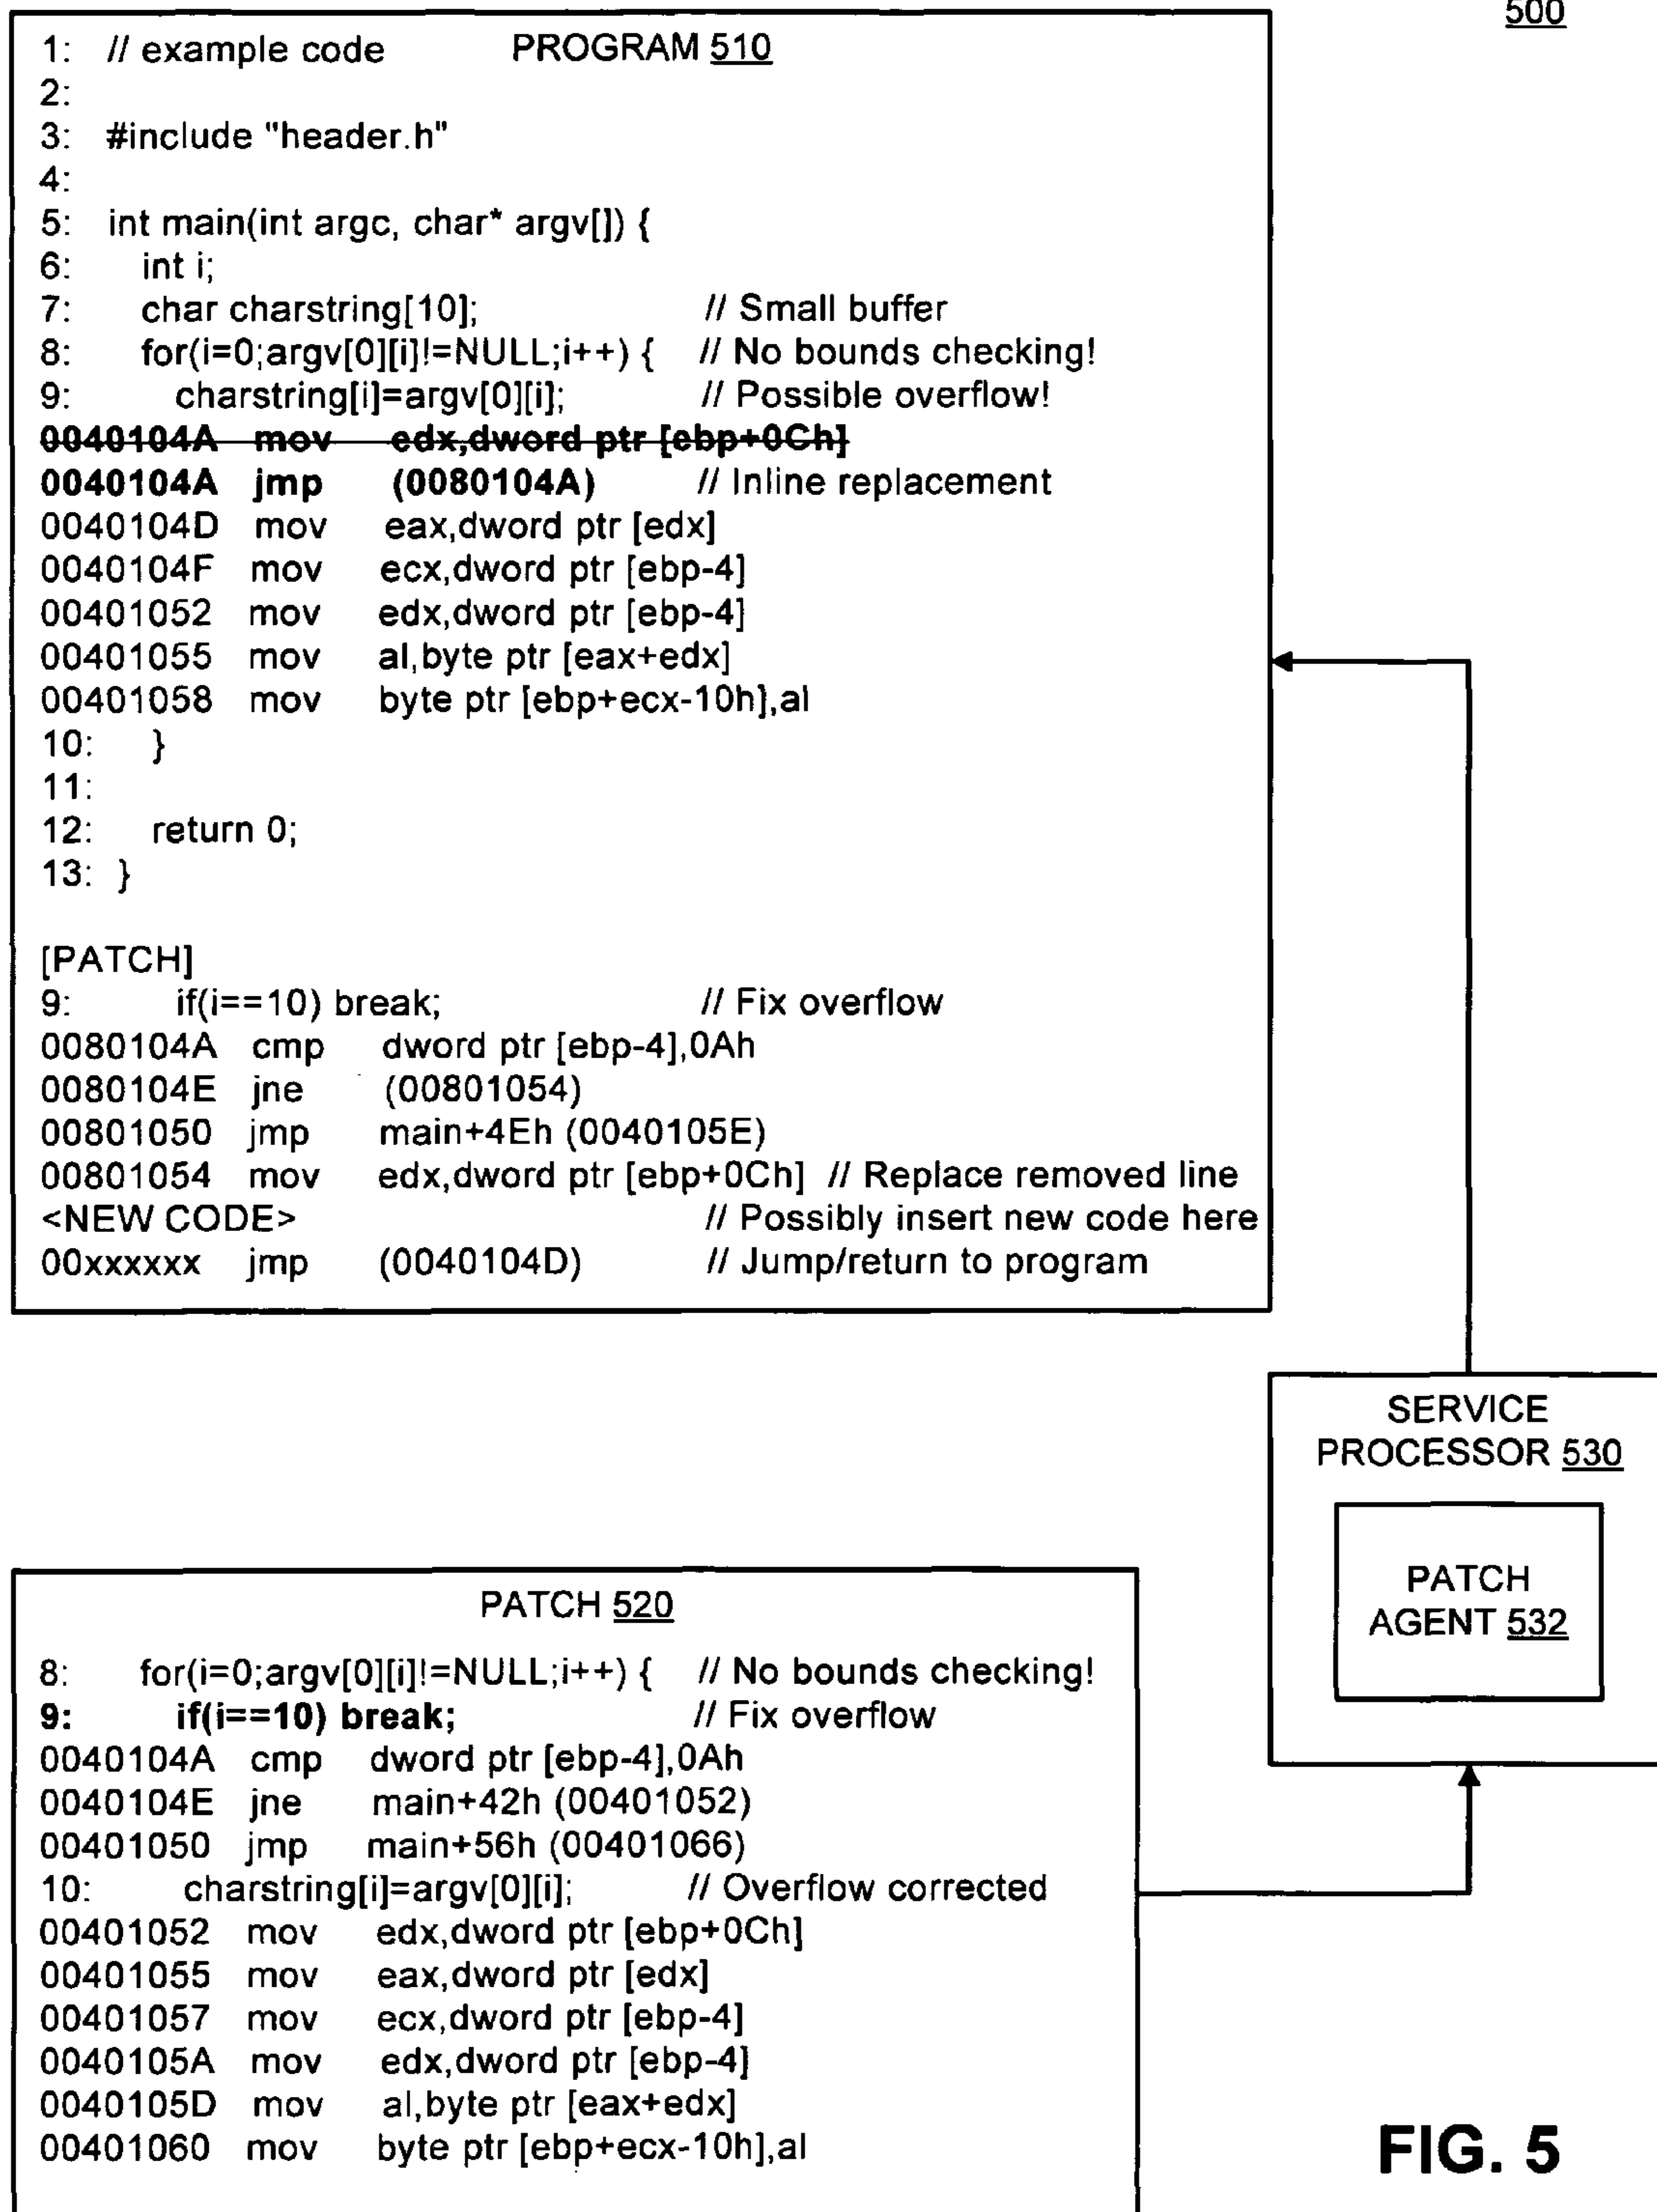 500
1: // example code PROGRAM 510
2:
3: #include "header.h"
4:
5: int main(int argc, char* argv[]) {
6: int i;
7: char charstring[10]; // Small buffer
8: for(i=0;argv[0][i]!=NULL;i++) { // No bounds checking!
9: charstring[i]=argv[0][i]; // Possible overflow!
0040104A mov edx,dword ptr [ebp+0Ch]
0040104A jmp (0080104A) // Inline replacement
0040104D mov eax,dword ptr [edx]
0040104F mov ecx,dword ptr [ebp-4]
00401052 mov edx,dword ptr [ebp-4]
00401055 mov al,byte ptr [eax+edx]
00401058 mov byte ptr [ebp+ecx-10h],al
10: }
11:
12: return 0;
13: }
[PATCH]
9: if(i==10) break; // Fix overflow
0080104A cmp dword ptr [ebp-4],0Ah
0080104E jne (00801054)
00801050 jmp main+4Eh (0040105E)
00801054 mov edx,dword ptr [ebp+0Ch] // Replace removed line
<NEW CODE> // Possibly insert new code here
00xxxxxx jmp (0040104D) // Jump/return to program
SERVICE
PROCESSOR 530
PATCH
AGENT 532
PATCH 520
8: for(i=0;argv[0][i]!=NULL;i++) { // No bounds checking!
9: if(i==10) break; // Fix overflow
0040104A cmp dword ptr [ebp-4],0Ah
0040104E jne main+42h (00401052)
00401050 jmp main+56h (00401066)
10: charstring[i]=argv[0][i]; // Overflow corrected
00401052 mov edx,dword ptr [ebp+0Ch]
00401055 mov eax,dword ptr [edx]
00401057 mov ecx,dword ptr [ebp-4]
0040105A mov edx,dword ptr [ebp-4]
0040105D mov al,byte ptr [eax+edx]
00401060 mov byte ptr [ebp+ecx-10h],al
FIG. 5